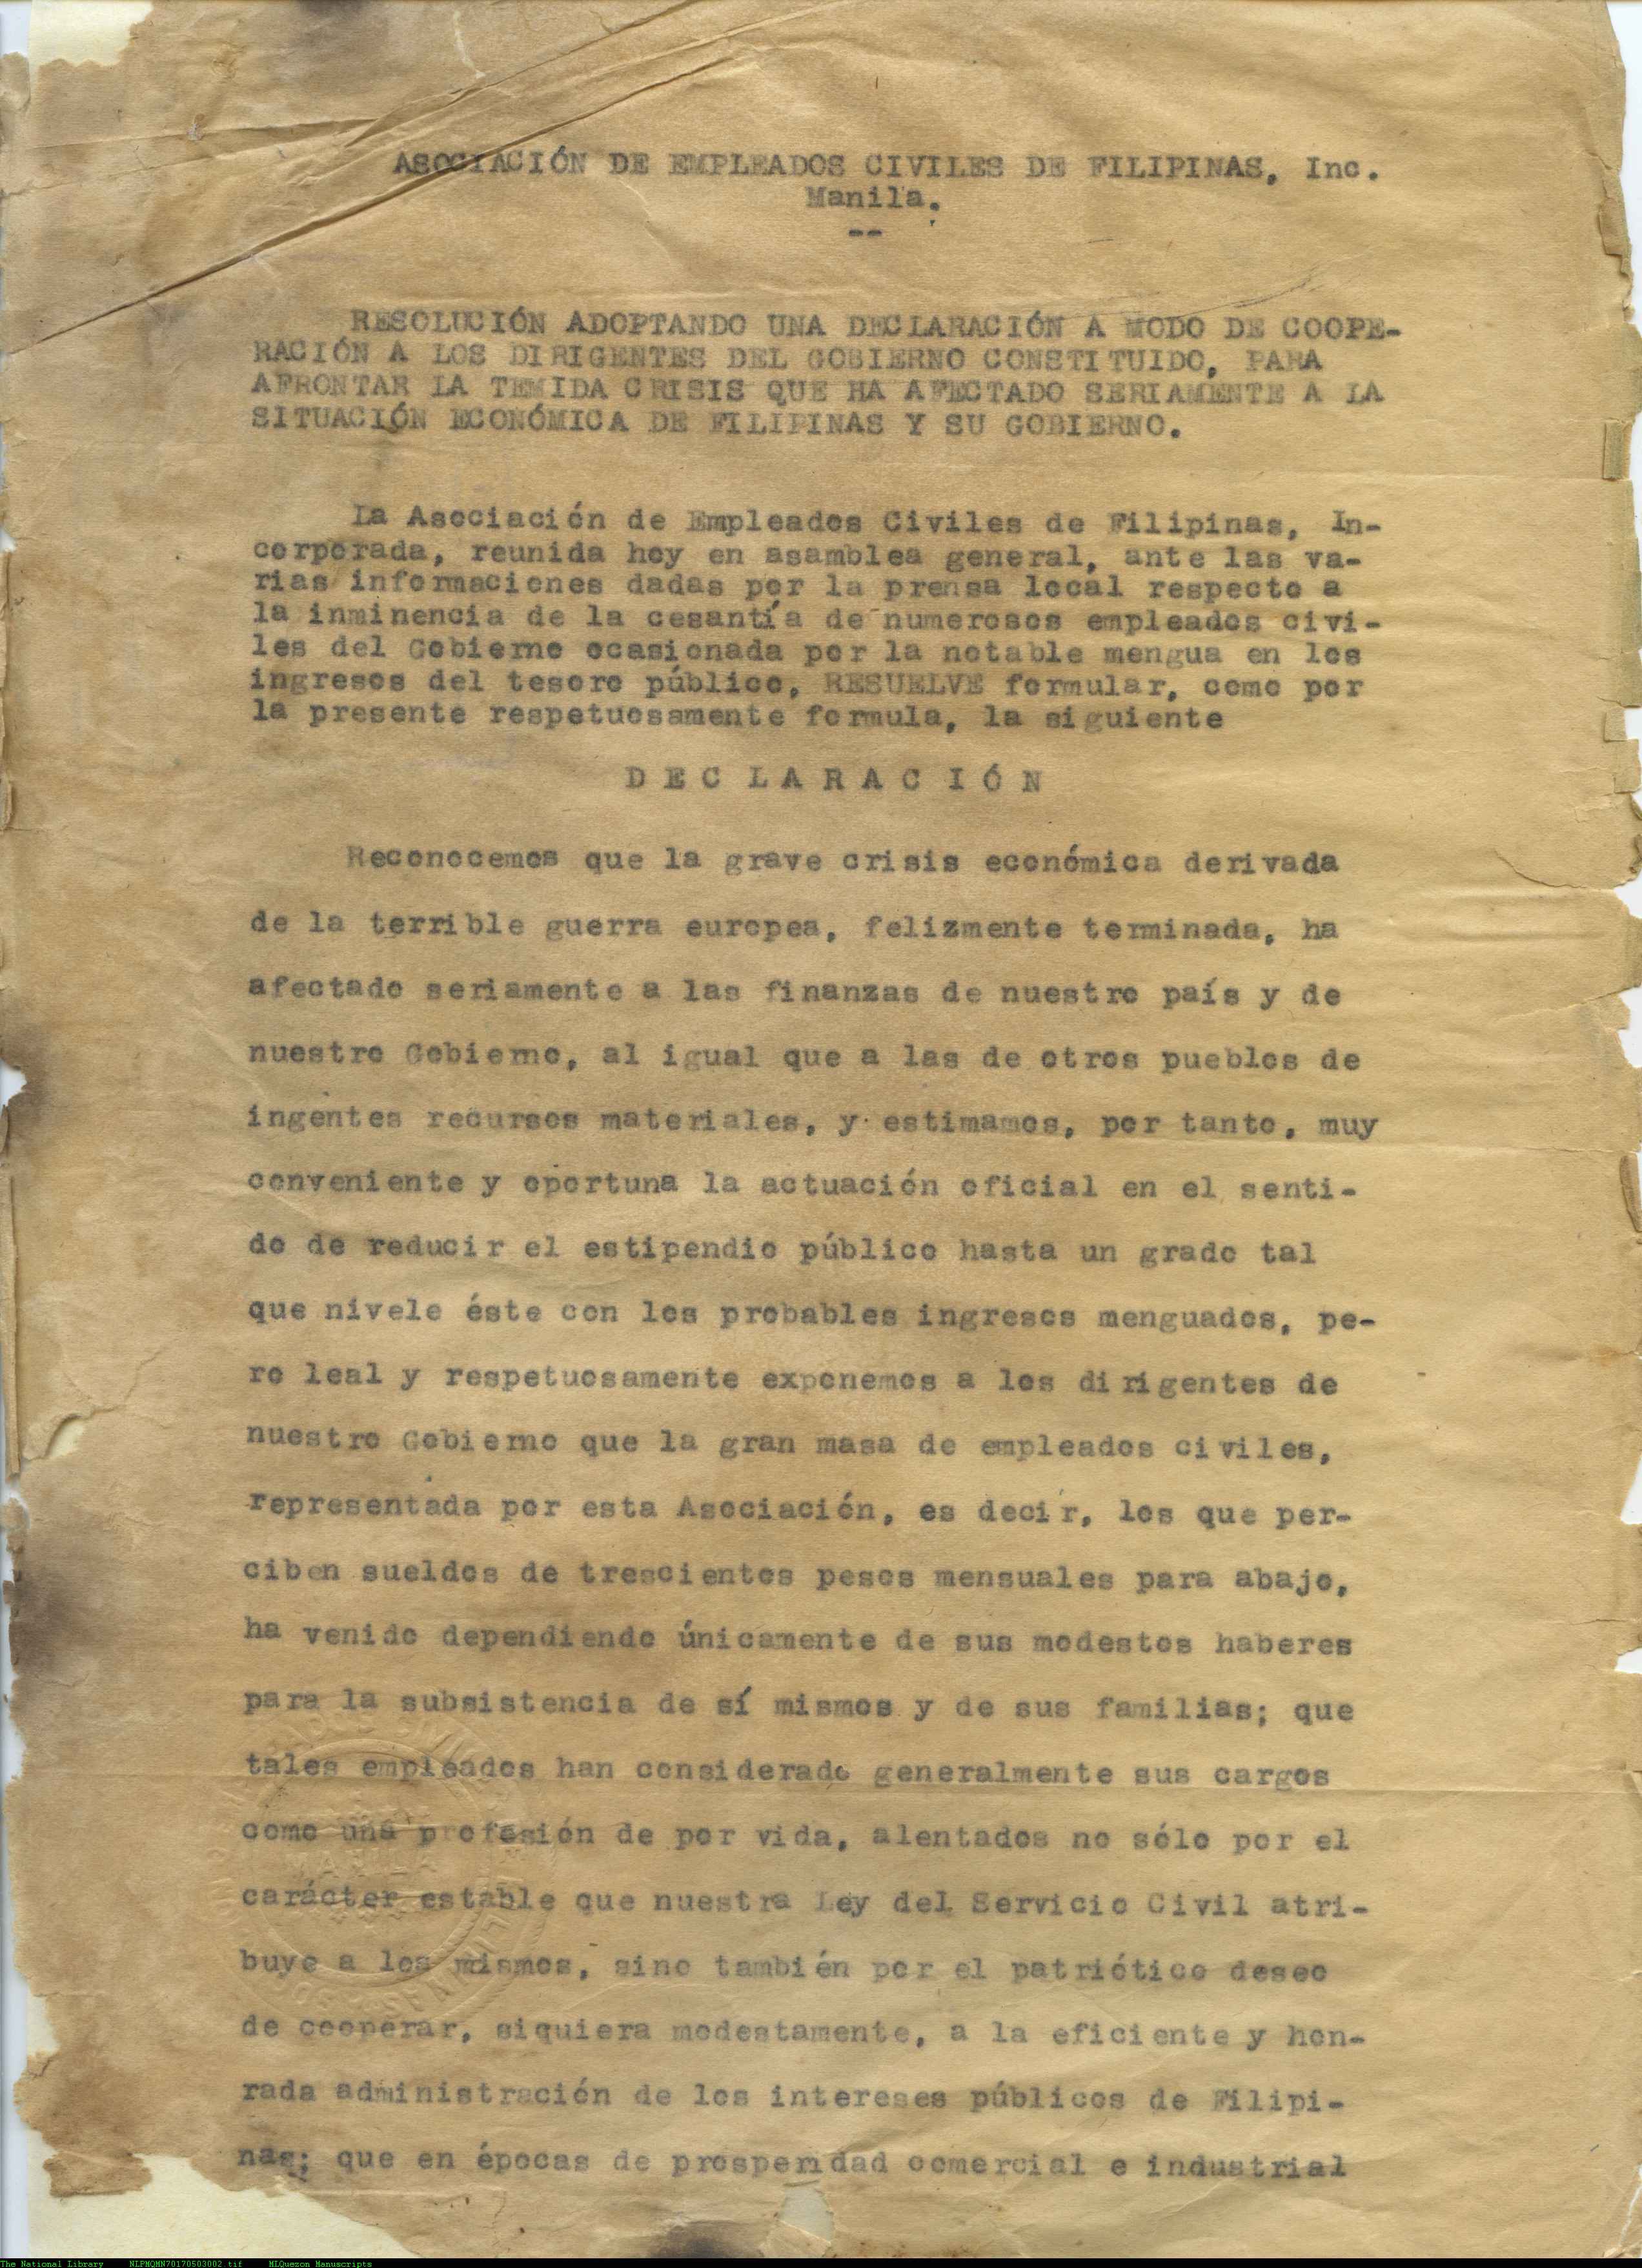 ASOCIACIÓN DE EMPLEADOS CIVILES DE FILIPINAS, Inc.
Manila.
--
RESOLUCIÓN ADOPTANDO UNA DECLARACIÓN A MODO DE COOPE-
RACIÓN A LOS DIRIGENTES DEL GOBIERNO CONSTITUIDO, PARA
AFRONTAR LA TEMIDA CRISIS QUE HA AFECTADO SERIAMENTE A LA
SITUACIÓN ECONÓMICA DE FILIPINAS Y SU GOBIERNO.
La Asociación de Empleados Civiles de Filipinas, In-
corporada, reunida hoy en asamblea general, ante las va-
rias informaciones dadas por la prensa local respecto a
la inminencia de la cesantía de numerosos empleados civi-
les del Gobierno ocasionada por la notable mengua en los
ingresos del tesoro público, RESUELVE formular, como por
la presente respetuosamente formula, la siguiente
D E C L A R A C I Ó N
Reconocemos que la grave crisis económica derivada
de la terrible guerra europea, felizmente terminada, ha
afectado seriamente a las finanzas de nuestro país y de
nuestro Gobierno, al igual que a las de otros pueblos de
ingentes recursos materiales, y estimamos, por tanto, muy
conveniente y oportuna la actuación oficial en el senti-
do de reducir el estipendio público hasta un grado tal
que nivele éste con los probables ingresos menguados, pe-
ro leal y respetuosamente exponemos a los dirigentes de
nuestro Gobierno que la gran masa de empleados civiles,
representada por esta Asociación, es decir, los que per-
ciben sueldos de trescientos pesos mensuales para abajo,
ha venido dependiendo únicamente de sus modestos haberes
para la subsistencia de sí mismos y de sus familias; que
tales empleados han considerado generalmente sus cargos
como una profesión de por vida, alentados no sólo por el
carácter estable que nuestra Ley del Servicio Civil atri-
buye a los mismos, sino también por el patriótico deseo
de cooperar, siquiera modestamente, a la eficiente y hon-
rada administración de los intereses públicos de Filipi-
nas; que en épocas de prosperidad comercial e industrial
The National Library NLPMQMN70170503002.tif MLQuezon Manuscripts